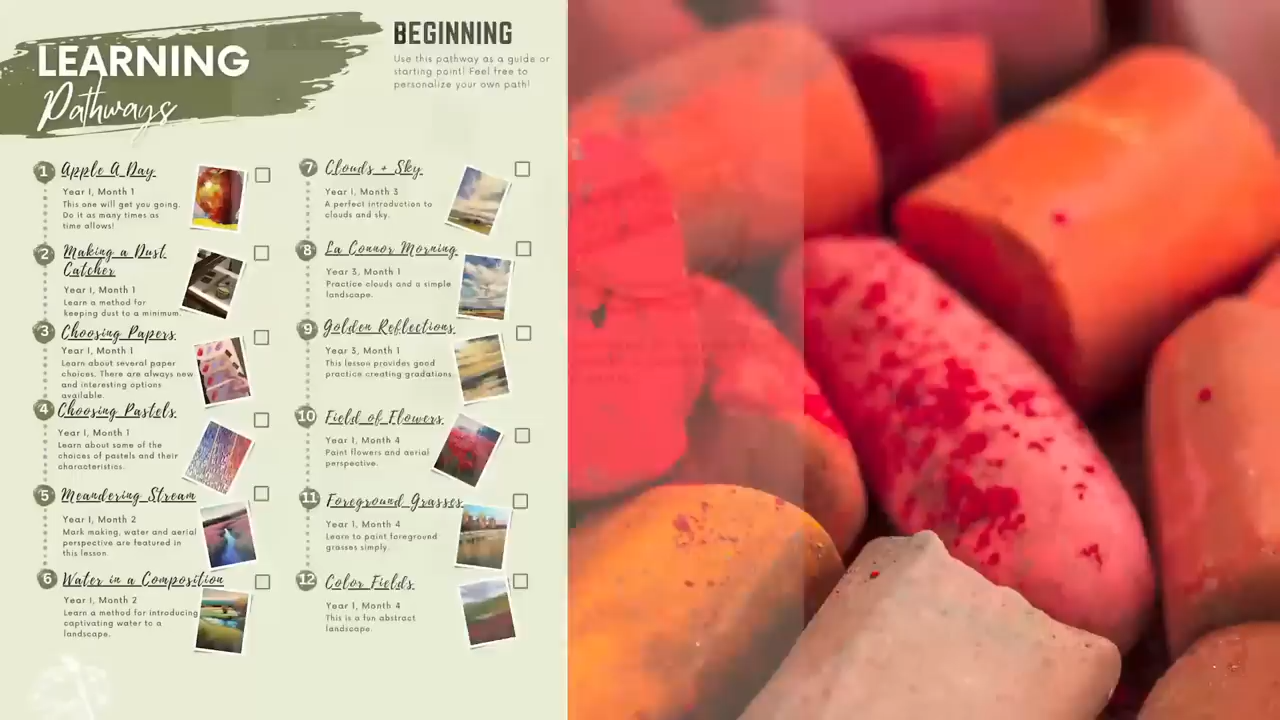 LEARNING
Pathways
BEGINNING
Use this pathway as a guide or
starting point! Feel free to
personalize your own path!
1 Apple A Day
Year 1, Month 1
This one will get you going.
Do it as many times as
time allows!
2 Making a Dust
Catcher
Year 1, Month 1
Learn a method for
keeping dust to a minimum.
3 Choosing Papers
Year 1, Month 1
Learn about several paper
choices. There are always new
and interesting options
available.
4 Choosing Pastels
Year 1, Month 1
Learn about some of the
choices of pastels and their
characteristics.
5 Meandering Stream
Year 1, Month 2
Mark making, water and aerial
perspective are featured in
this lesson.
6 Water in a Composition
Year 1, Month 2
Learn a method for introducing
captivating water to a
landscape.
7 Clouds + Sky
Year 1, Month 3
A perfect introduction to
clouds and sky.
8 La Connor Morning
Year 3, Month 1
Practice clouds and a simple
landscape.
9 Golden Reflections
Year 3, Month 1
This lesson provides good
practice creating gradations.
10 Field of Flowers
Year 1, Month 4
Paint flowers and aerial
perspective.
11 Foreground Grasses
Year 1, Month 4
Learn to paint foreground
grasses simply.
12 Color Fields
Year 1, Month 4
This is a fun abstract
landscape.